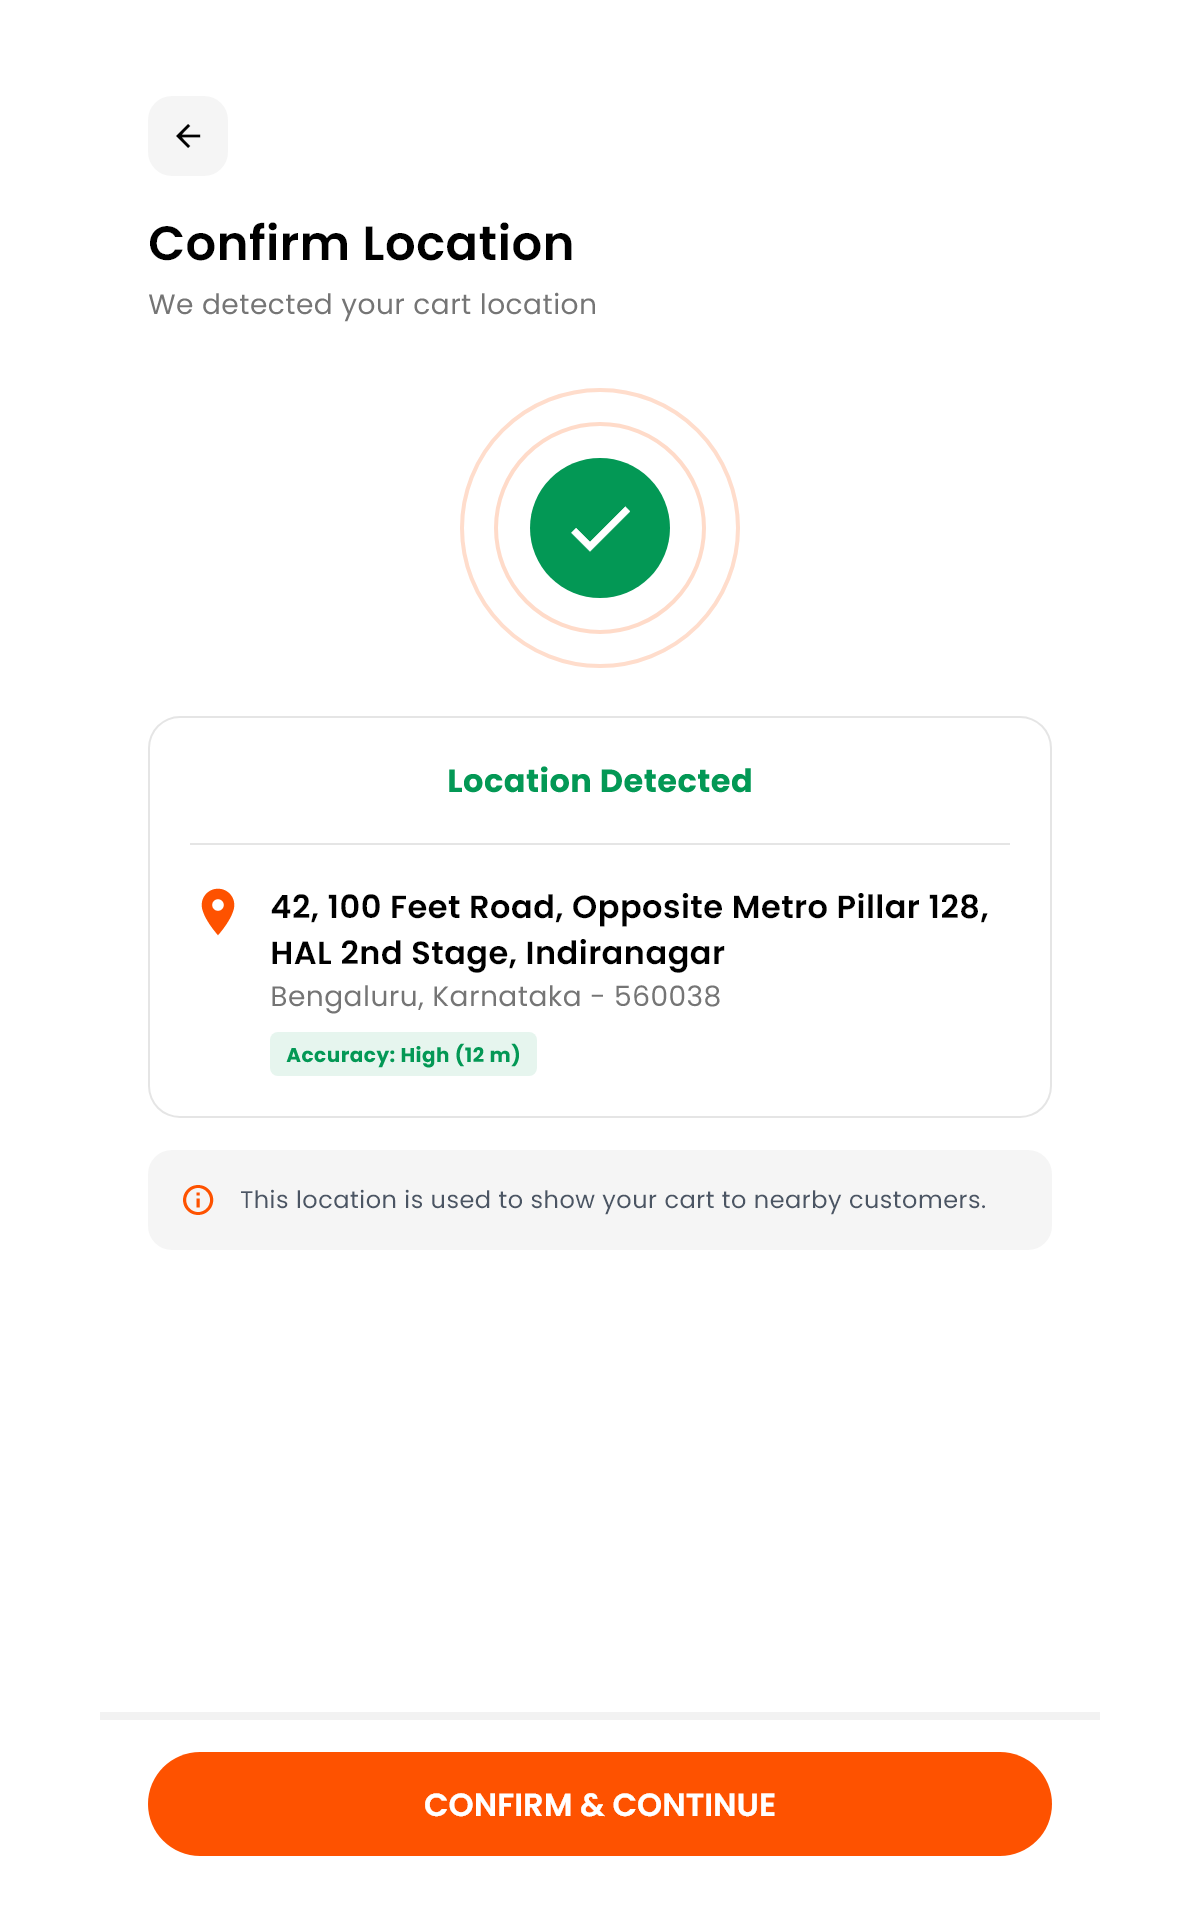 Confirm Location
We detected your cart location
Location Detected
42, 100 Feet Road, Opposite Metro Pillar 128,
HAL 2nd Stage, Indiranagar
Bengaluru, Karnataka - 560038
Accuracy: High (12 m)
This location is used to show your cart to nearby customers.
CONFIRM & CONTINUE